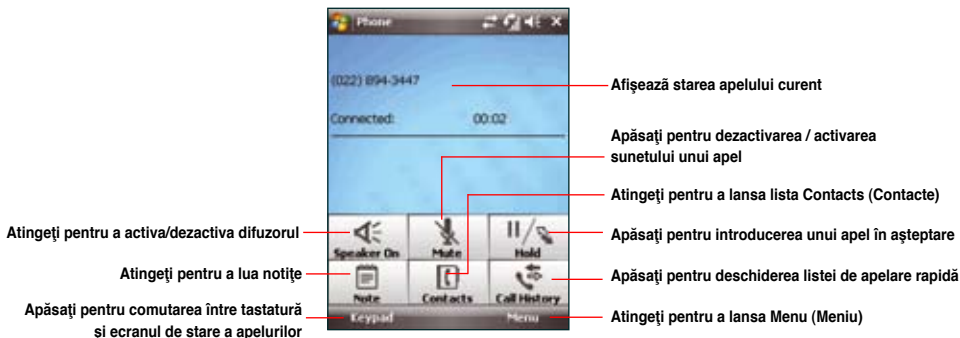 Phone
(022) 894-3447
Connected: 00:02
Speaker On
Mute
Hold
Note
Contacts
Call History
Keypad
Menu
Atingeţi pentru a activa/dezactiva difuzorul
Atingeţi pentru a lua notiţe
Apăsaţi pentru comutarea între tastatură
si ecranul de stare a apelurilor
Afişează starea apelului curent
Apăsaţi pentru dezactivarea / activarea
sunetului unui apel
Atingeţi pentru a lansa lista Contacts (Contacte)
Apăsaţi pentru introducerea unui apel în aşteptare
Apăsaţi pentru deschiderea listei de apelare rapidă
Atingeţi pentru a lansa Menu (Meniu)